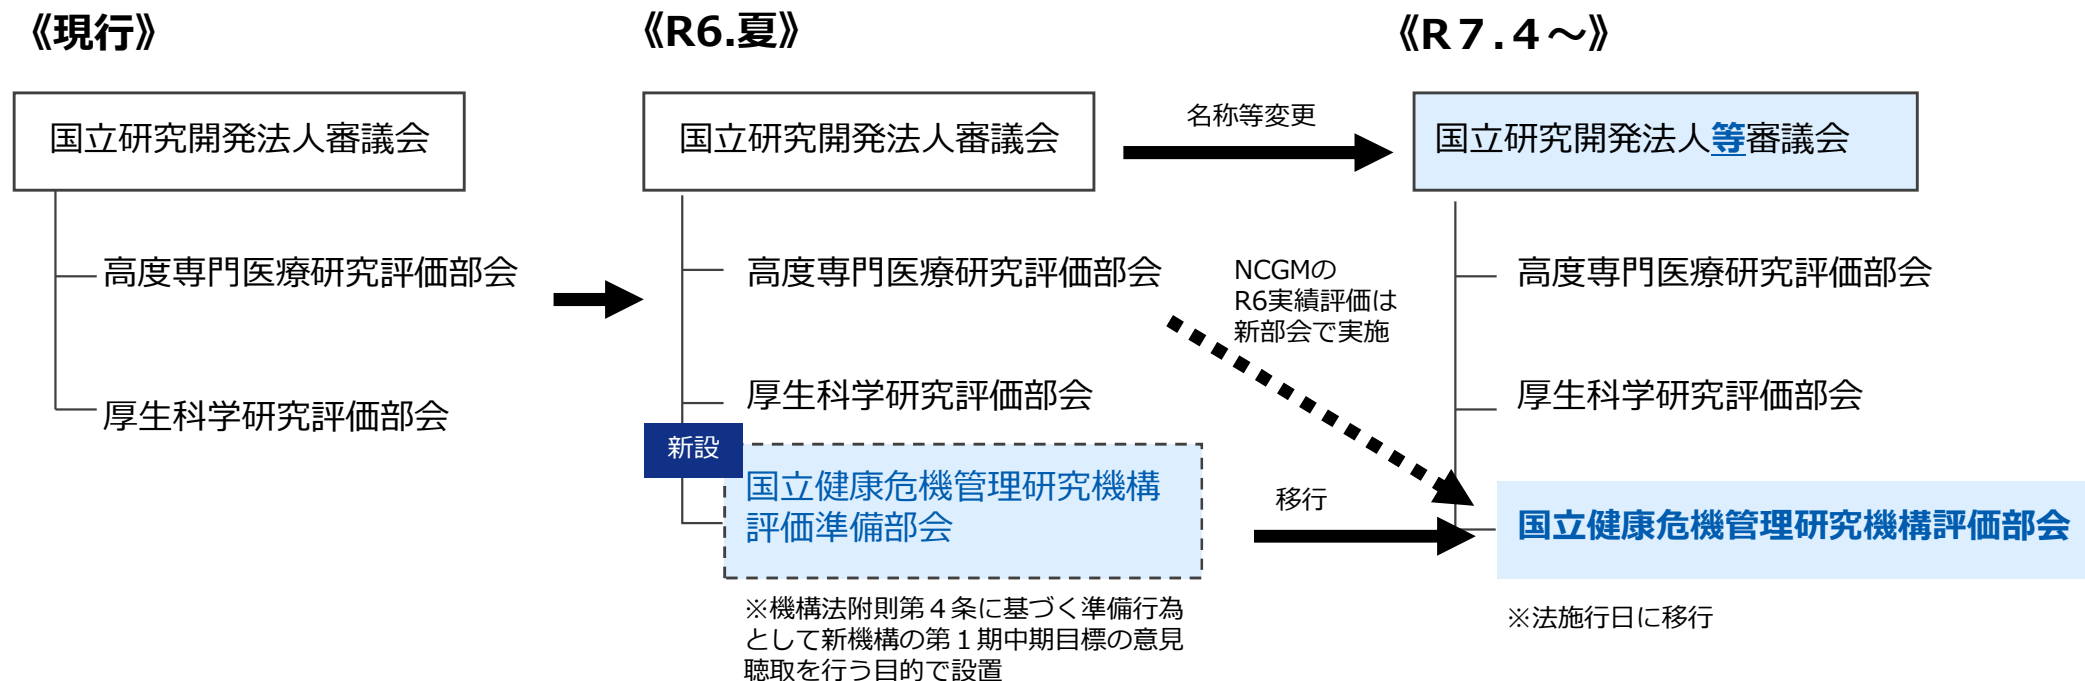 《現行》
国立研究開発法人審議会
高度専門医療研究評価部会
厚生科学研究評価部会
《R6.夏》
国立研究開発法人審議会
高度専門医療研究評価部会
厚生科学研究評価部会
新設
国立健康危機管理研究機構
評価準備部会
※機構法附則第４条に基づく準備行為
として新機構の第１期中期目標の意見
聴取を行う目的で設置
名称等変更
NCGMの
R6実績評価は
新部会で実施
移行
《R７.４～》
国立研究開発法人等審議会
高度専門医療研究評価部会
厚生科学研究評価部会
国立健康危機管理研究機構評価部会
※法施行日に移行